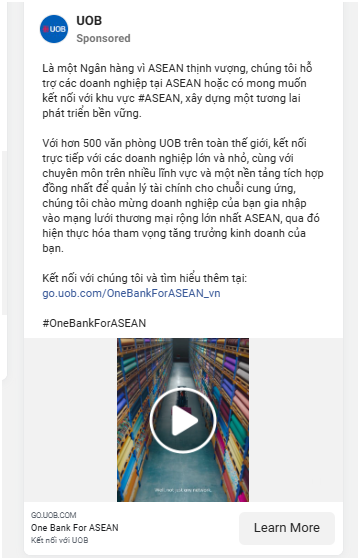 UOB
UOB
Sponsored
Là một Ngân hàng vì ASEAN thịnh vượng, chúng tôi hỗ
trợ các doanh nghiệp tại ASEAN hoặc có mong muốn
kết nối với khu vực #ASEAN, xây dựng một tương lai
phát triển bền vững.
Với hơn 500 văn phòng UOB trên toàn thế giới, kết nối
trực tiếp với các doanh nghiệp lớn và nhỏ, cùng với
chuyên môn trên nhiều lĩnh vực và một nền tảng tích hợp
đồng nhất để quản lý tài chính cho chuỗi cung ứng,
chúng tôi chào mừng doanh nghiệp của bạn gia nhập
vào mạng lưới thương mại rộng lớn nhất ASEAN, qua đó
hiện thực hóa tham vọng tăng trưởng kinh doanh của
bạn.
Kết nối với chúng tôi và tìm hiểu thêm tại:
go.uob.com/OneBankForASEAN_vn
#OneBankForASEAN
GO.UOB.COM
One Bank For ASEAN
Kết nối với UOB
Learn More